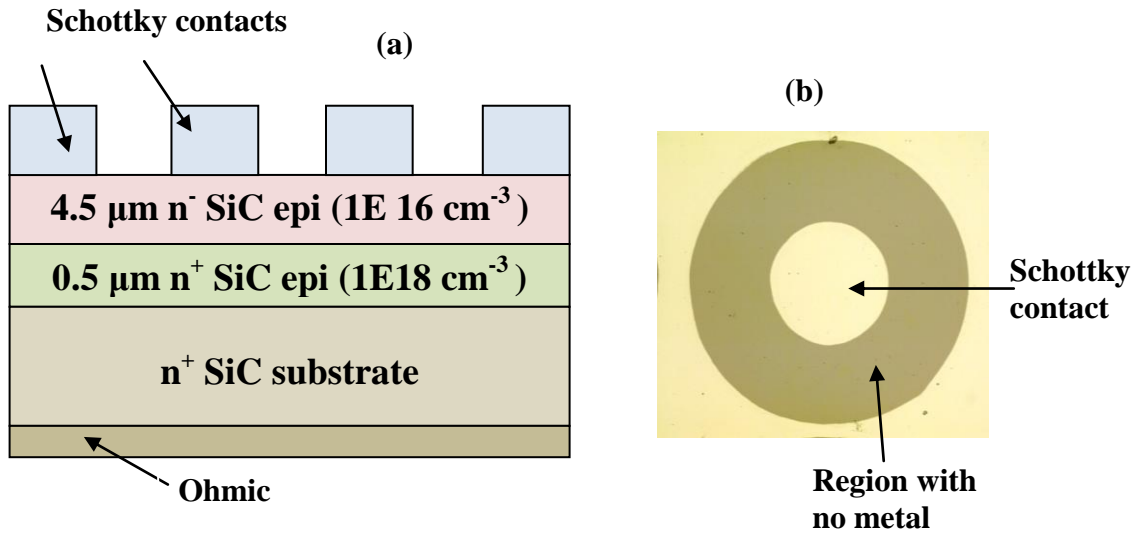 Schottky contacts
(a)
4.5 µm n⁻ SiC epi (1E 16 cm⁻³ )
0.5 µm n⁺ SiC epi (1E18 cm⁻³)
n⁺ SiC substrate
Ohmic
(b)
Schottky
contact
Region with
no metal